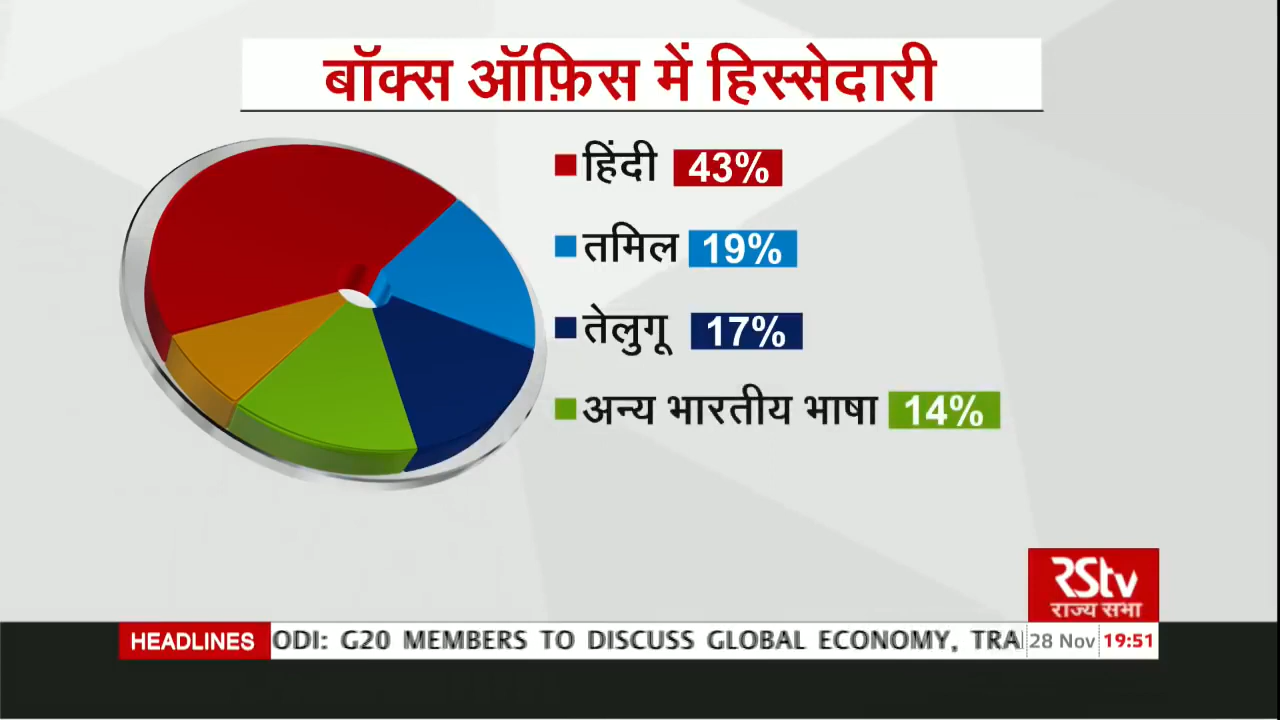 बॉक्स ऑफ़िस में हिस्सेदारी
हिंदी 43%
तमिल 19%
तेलुगू 17%
अन्य भारतीय भाषा 14%
RStv
राज्य सभा
HEADLINES ODI: G20 MEMBERS TO DISCUSS GLOBAL ECONOMY, TRA 28 Nov 19:51